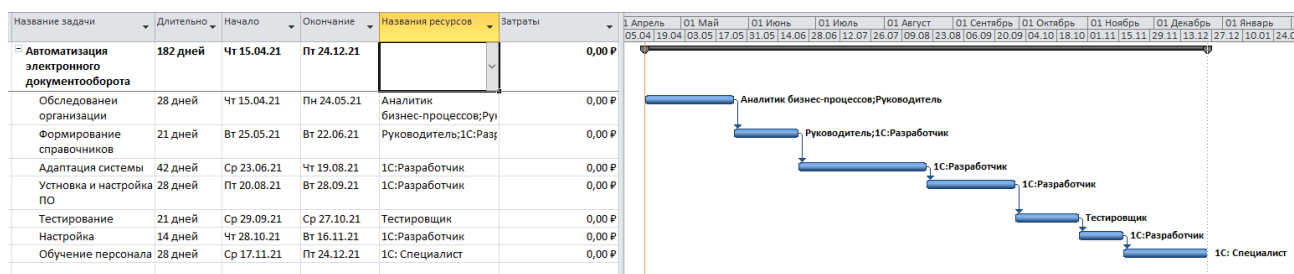 Название задачи Длительно Начало Окончание Названия ресурсов Затраты
1 Апрель 01 Май 01 Июнь 01 Июль 01 Август 01 Сентябрь 01 Октябрь 01 Ноябрь 01 Декабрь 01 Январь
05.04 19.04 03.05 17.05 31.05 14.06 28.06 12.07 26.07 09.08 23.08 06.09 20.09 04.10 18.10 01.11 15.11 29.11 13.12 27.12 10.01 24.0
Автоматизация 182 дней Чт 15.04.21 Пт 24.12.21 0,00 ₽
электронного
документооборота
Обследованеи 28 дней Чт 15.04.21 Пн 24.05.21 Аналитик 0,00 ₽ Аналитик бизнес-процессов;Руководитель
организации бизнес-процессов;Рук
Формирование 21 дней Вт 25.05.21 Вт 22.06.21 Руководитель;1С:Разр 0,00 ₽ Руководитель;1С:Разработчик
справочников
Адаптация системы 42 дней Ср 23.06.21 Чт 19.08.21 1С:Разработчик 0,00 ₽ 1С:Разработчик
Устновка и настройка 28 дней Пт 20.08.21 Вт 28.09.21 1С:Разработчик 0,00 ₽ 1С:Разработчик
ПО
Тестирование 21 дней Ср 29.09.21 Ср 27.10.21 Тестировщик 0,00 ₽ Тестировщик
Настройка 14 дней Чт 28.10.21 Вт 16.11.21 1С:Разработчик 0,00 ₽ 1С:Разработчик
Обучение персонала 28 дней Ср 17.11.21 Пт 24.12.21 1С: Специалист 0,00 ₽ 1С: Специалист